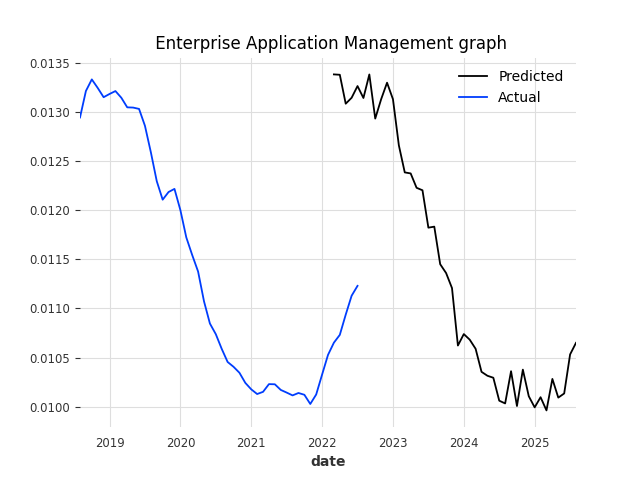 Enterprise Application Management graph
0.0135
0.0130
0.0125
0.0120
0.0115
0.0110
0.0105
0.0100
Predicted
Actual
2019 2020 2021 2022 2023 2024 2025
date